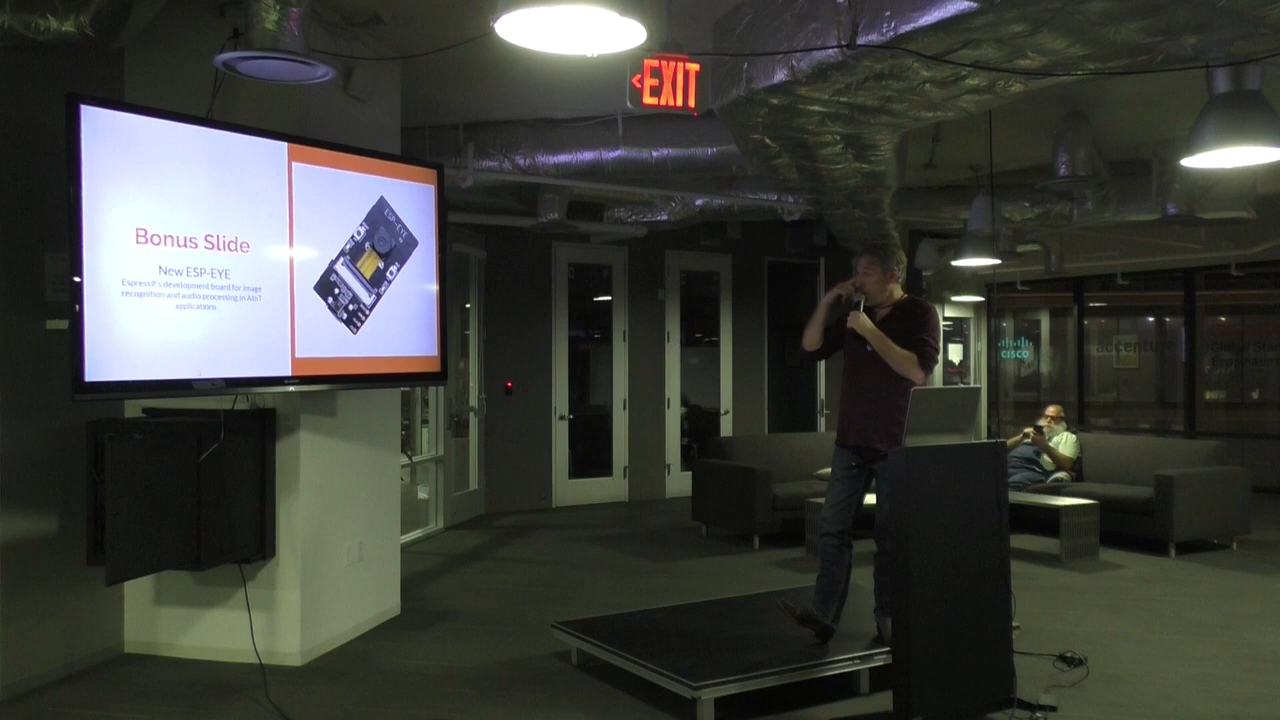 <EXIT
Bonus Slide
New ESP-EYE
Espressif's development board for image
recognition and audio processing in AIoT
applications
ESP-EYE
CISCO
accenture